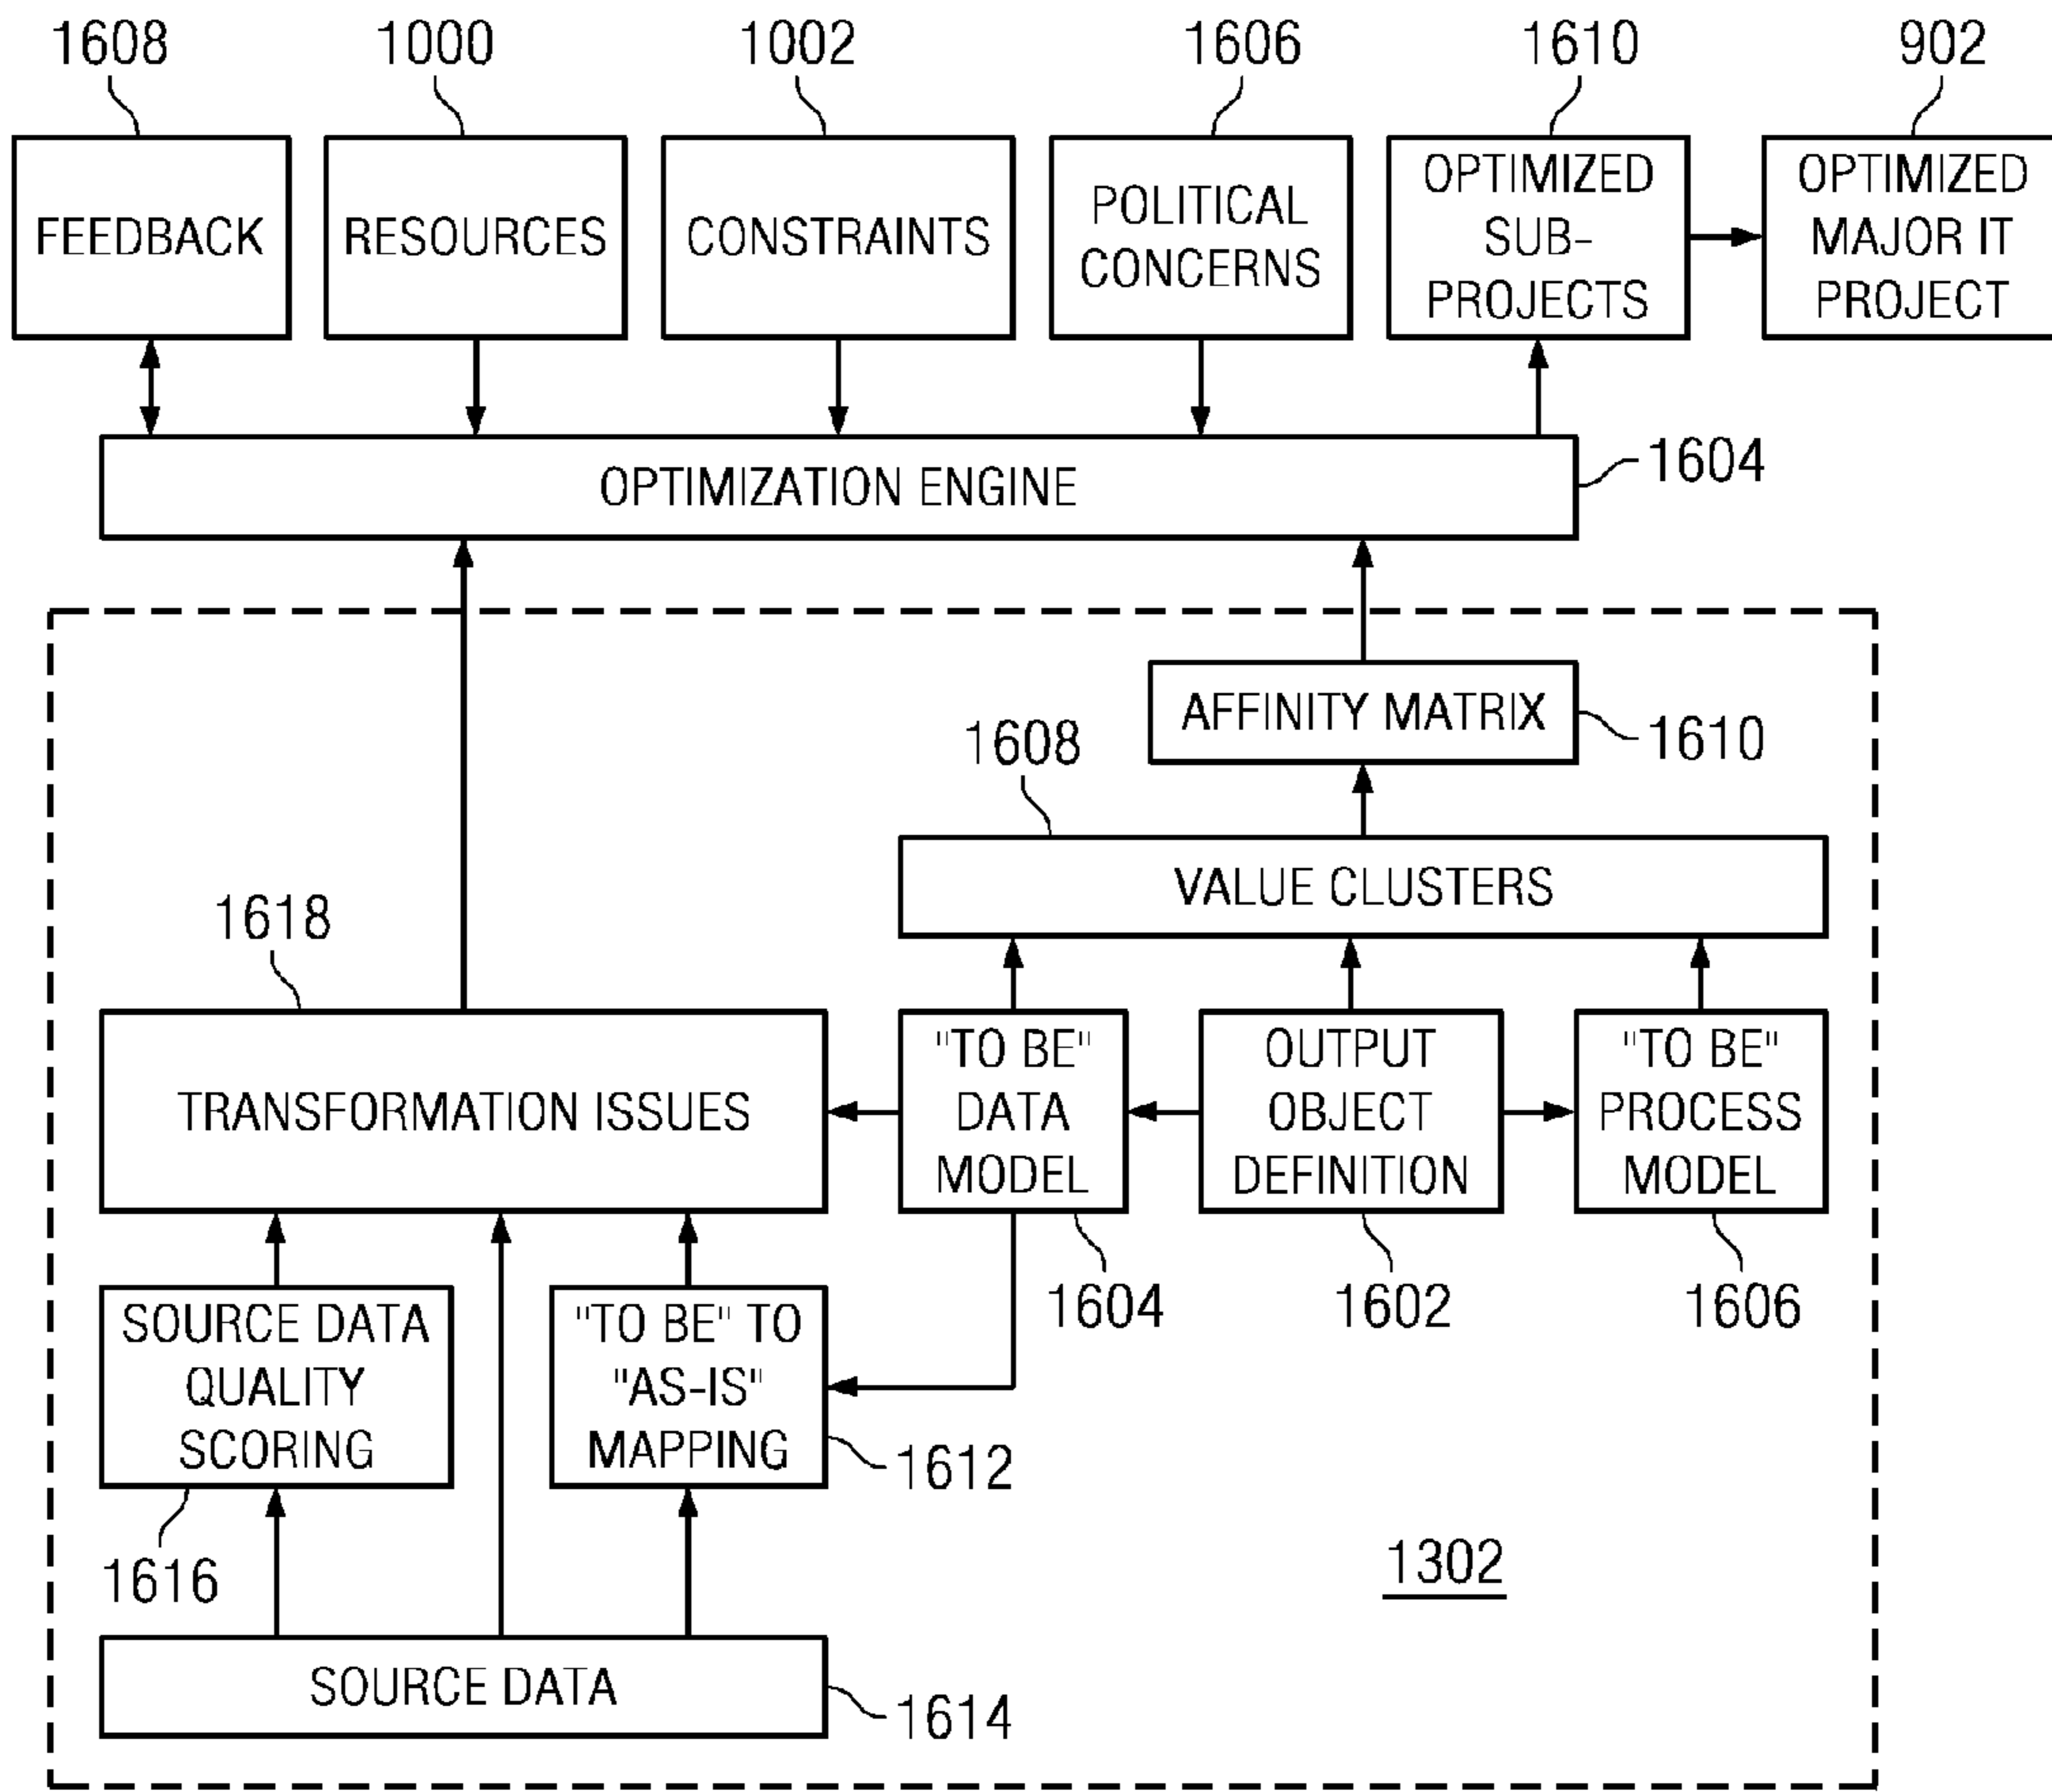 1608
1000
1002
1606
1610
902
FEEDBACK
RESOURCES
CONSTRAINTS
POLITICAL
CONCERNS
OPTIMIZED
SUB-
PROJECTS
OPTIMIZED
MAJOR IT
PROJECT
OPTIMIZATION ENGINE
1604
AFFINITY MATRIX
1610
1608
VALUE CLUSTERS
1618
TRANSFORMATION ISSUES
"TO BE"
DATA
MODEL
OUTPUT
OBJECT
DEFINITION
"TO BE"
PROCESS
MODEL
1604
1602
1606
SOURCE DATA
QUALITY
SCORING
"TO BE" TO
"AS-IS"
MAPPING
1612
1616
1302
SOURCE DATA
1614